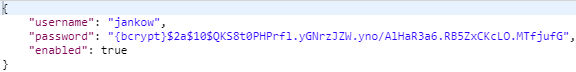 {
"username": "jankow",
"password": "{bcrypt}$2a$10$QKS8t0PHPrfl.yGNrzJZW.yno/AlHaR3a6.RB5ZxCKcLO.MTfjufG",
"enabled": true
}